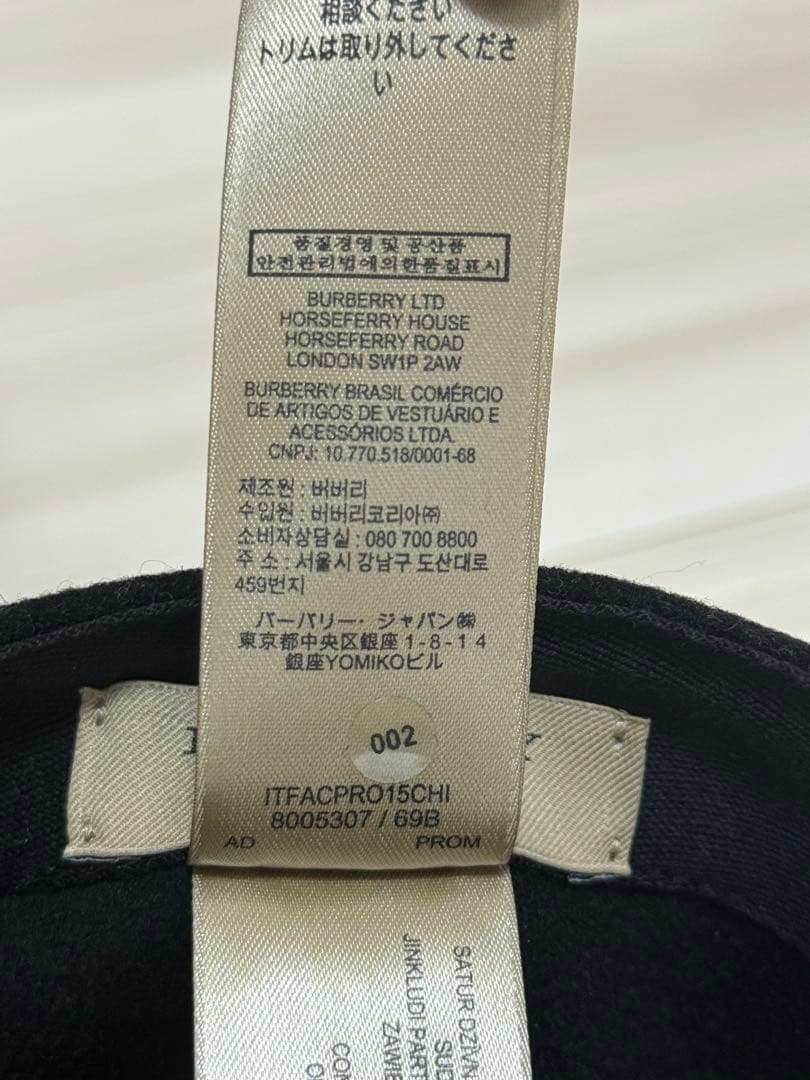 相談ください
トリムは取り外してくださ
い
품질경영 및 공산품
안전관리법에의한품질표시
BURBERRY LTD
HORSEFERRY HOUSE
HORSEFERRY ROAD
LONDON SW1P 2AW
BURBERRY BRASIL COMÉRCIO
DE ARTIGOS DE VESTUÁRIO E
ACESSÓRIOS LTDA.
CNPJ: 10.770.518/0001-68
제조원 : 버버리
수입원 : 버버리코리아㈜
소비자상담실 : 080 700 8800
주 소 : 서울시 강남구 도산대로
459번지
バーバリー・ジャパン㈱
東京都中央区銀座1-8-14
銀座YOMIKOビル
002
ITFACPRO15CHI
8005307 / 69B
AD PROM
SATUR DZĪVN
SUD
JINKLUDI PART
ZAWIE
CON